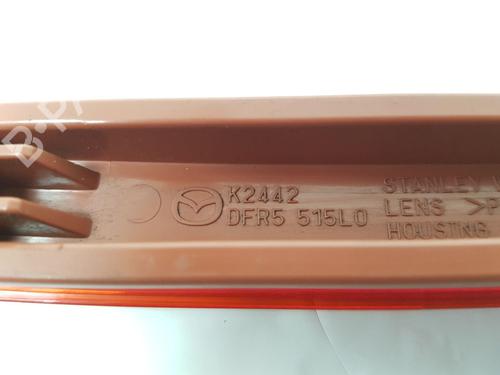 K2442
DFR5 515L0
STANLEY
LENS >P
HOUSING